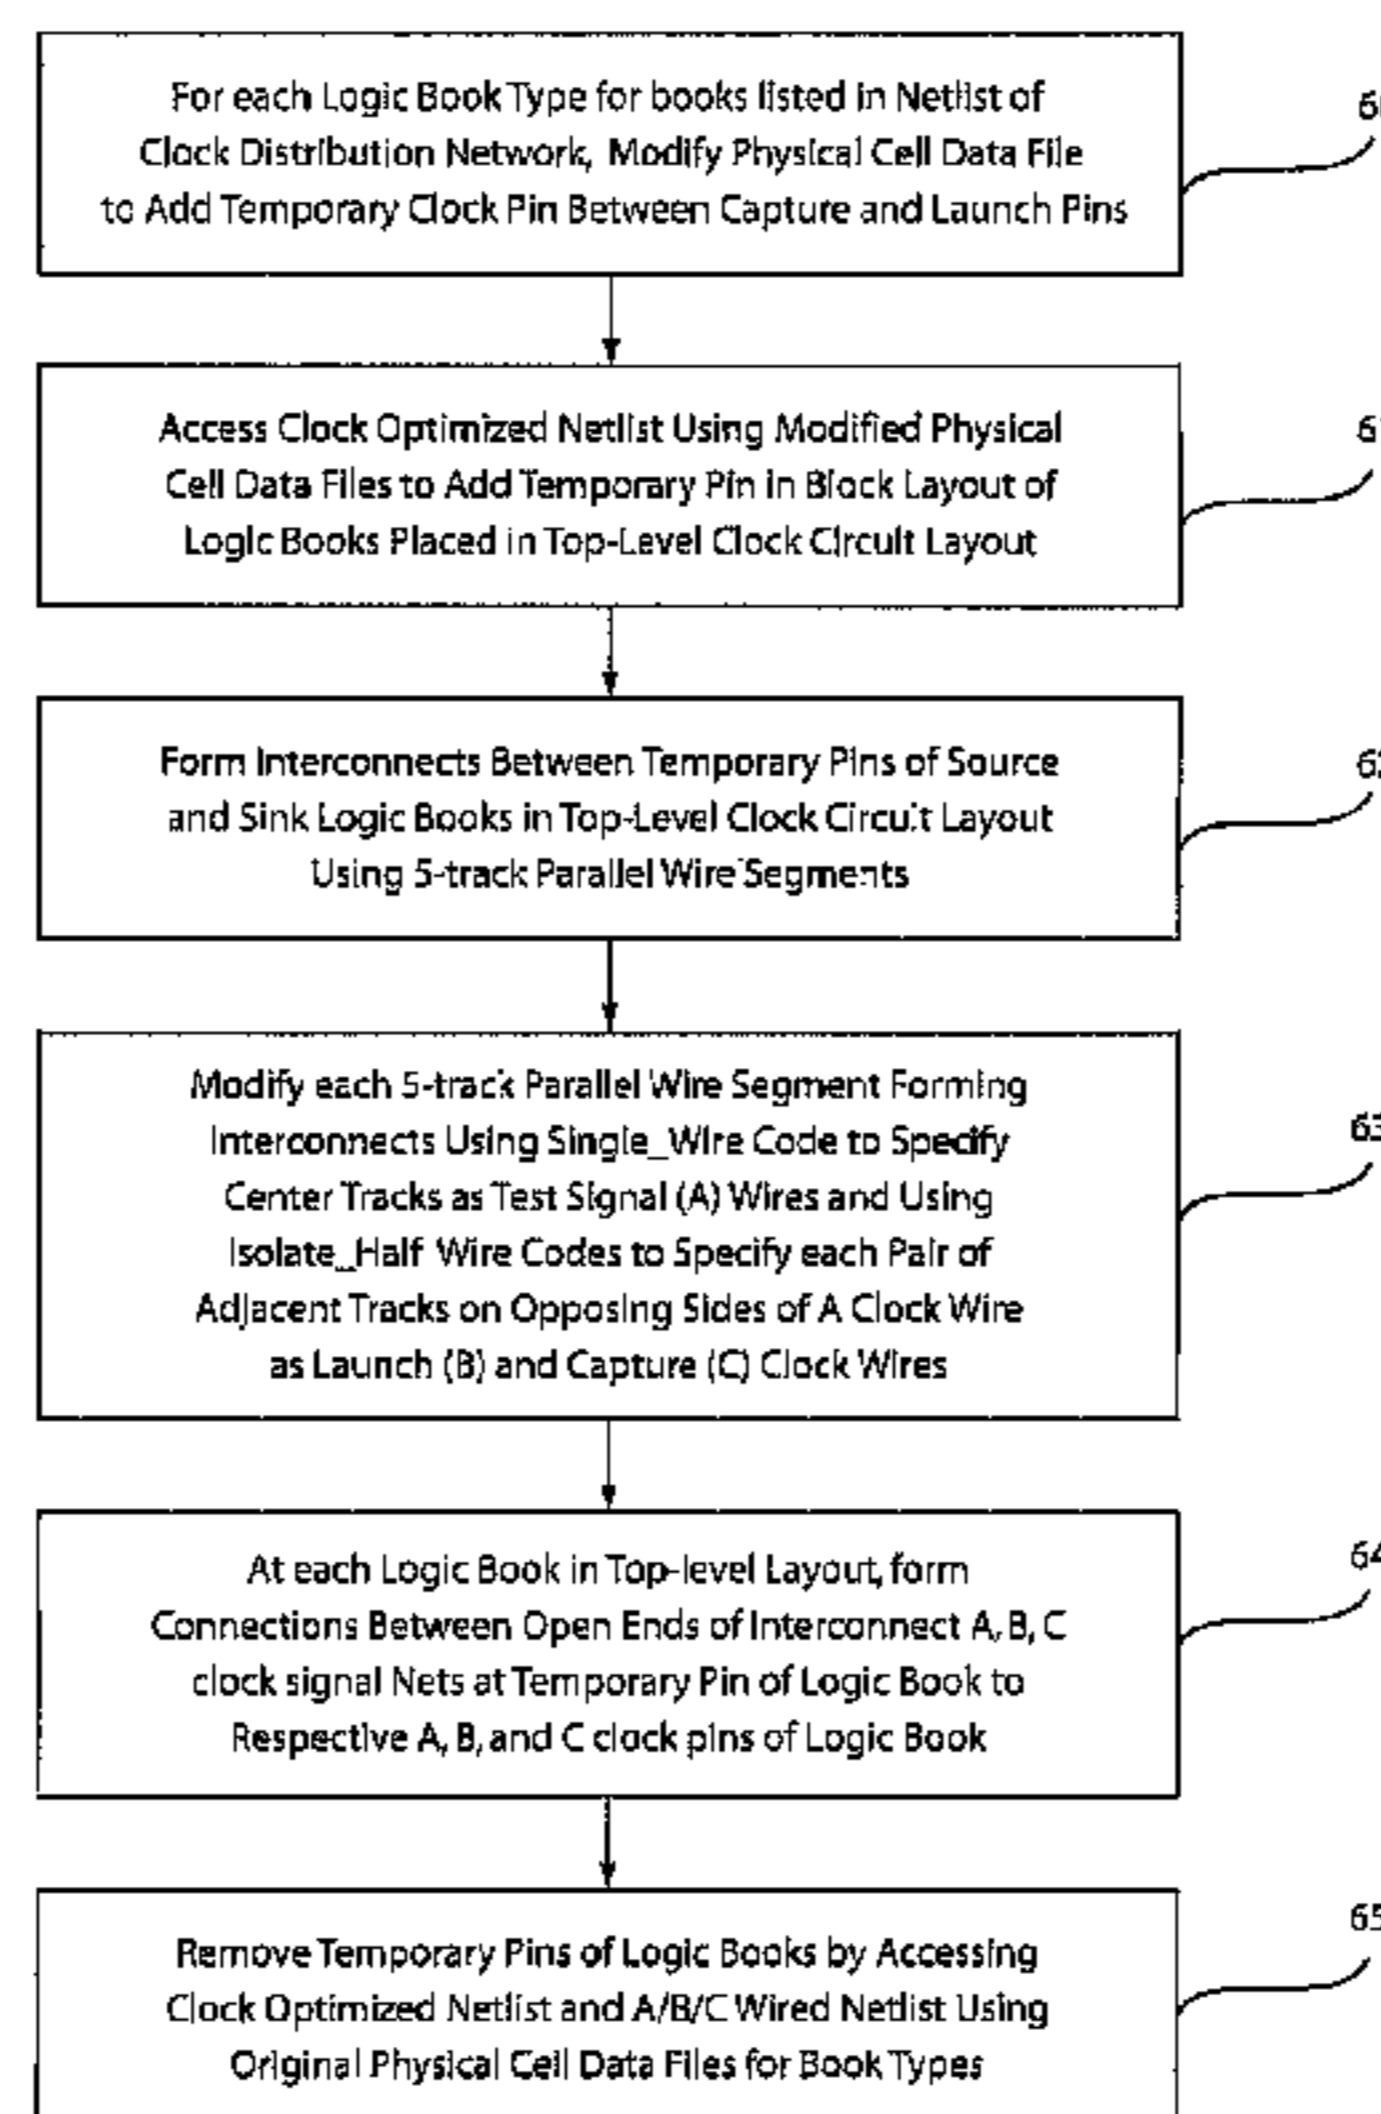 For each Logic Book Type for books listed in Netlist of
Clock Distribution Network, Modify Physical Cell Data File
to Add Temporary Clock Pin Between Capture and Launch Pins
60
Access Clock Optimized Netlist Using Modified Physical
Cell Data Files to Add Temporary Pin in Block Layout of
Logic Books Placed in Top-Level Clock Circuit Layout
61
Form Interconnects Between Temporary Pins of Source
and Sink Logic Books in Top-Level Clock Circuit Layout
Using 5-track Parallel Wire Segments
62
Modify each 5-track Parallel Wire Segment Forming
Interconnects Using Single_Wire Code to Specify
Center Tracks as Test Signal (A) Wires and Using
Isolate_Half Wire Codes to Specify each Pair of
Adjacent Tracks on Opposing Sides of A Clock Wire
as Launch (B) and Capture (C) Clock Wires
63
At each Logic Book in Top-level Layout, form
Connections Between Open Ends of Interconnect A, B, C
clock signal Nets at Temporary Pin of Logic Book to
Respective A, B, and C clock pins of Logic Book
64
Remove Temporary Pins of Logic Books by Accessing
Clock Optimized Netlist and A/B/C Wired Netlist Using
Original Physical Cell Data Files for Book Types
65